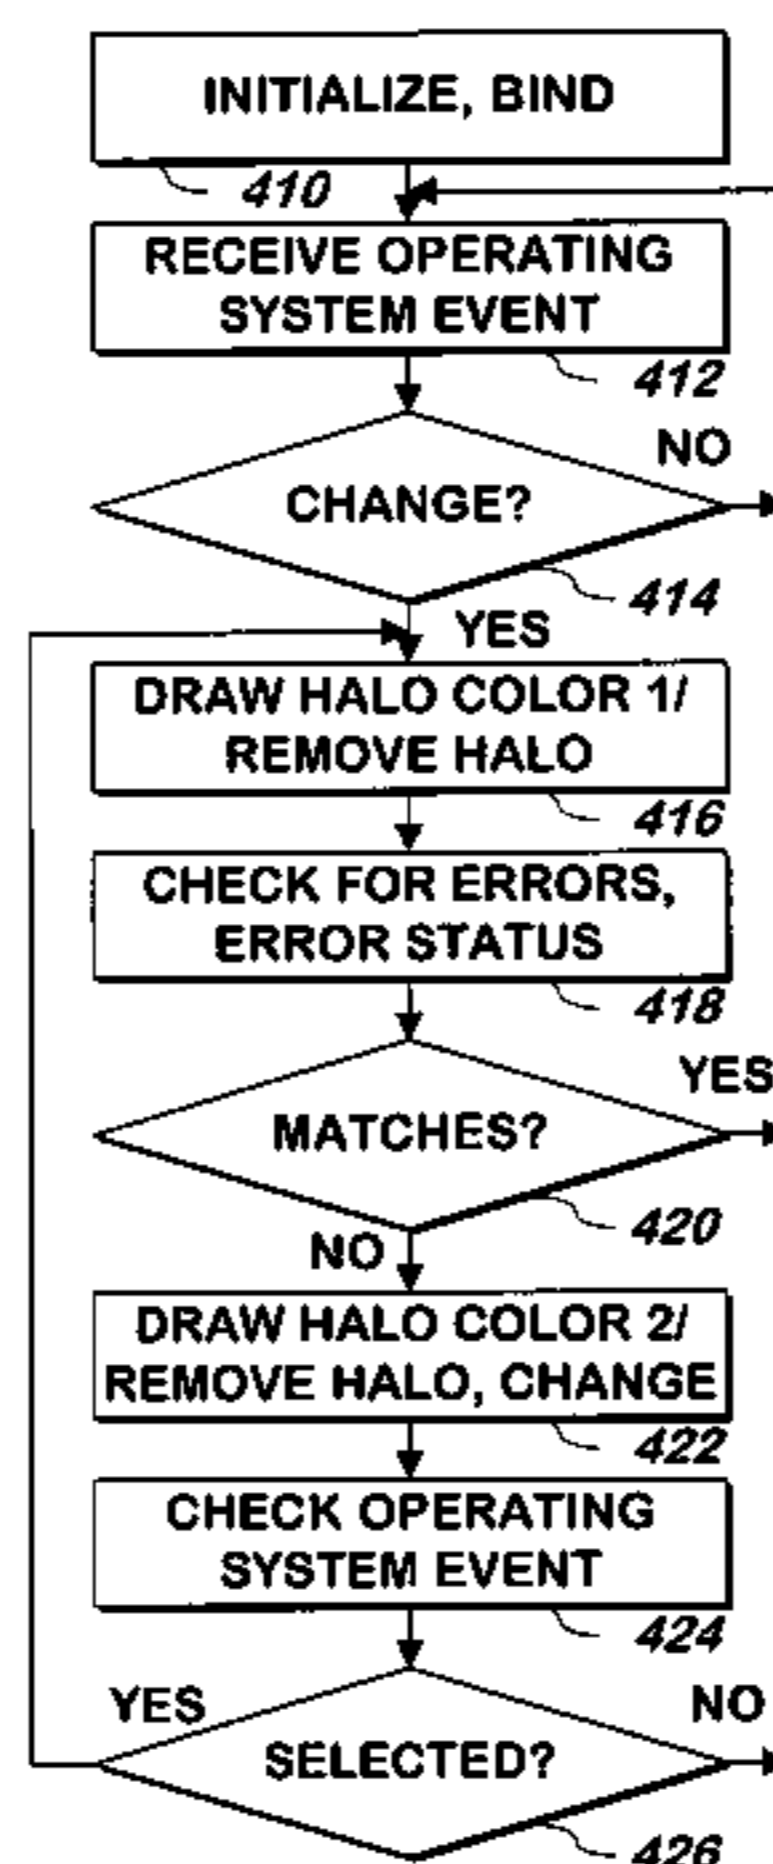 INITIALIZE, BIND
410
RECEIVE OPERATING
SYSTEM EVENT
412
NO
CHANGE?
414
YES
DRAW HALO COLOR 1/
REMOVE HALO
416
CHECK FOR ERRORS,
ERROR STATUS
418
YES
MATCHES?
420
NO
DRAW HALO COLOR 2/
REMOVE HALO, CHANGE
422
CHECK OPERATING
SYSTEM EVENT
424
YES
NO
SELECTED?
426